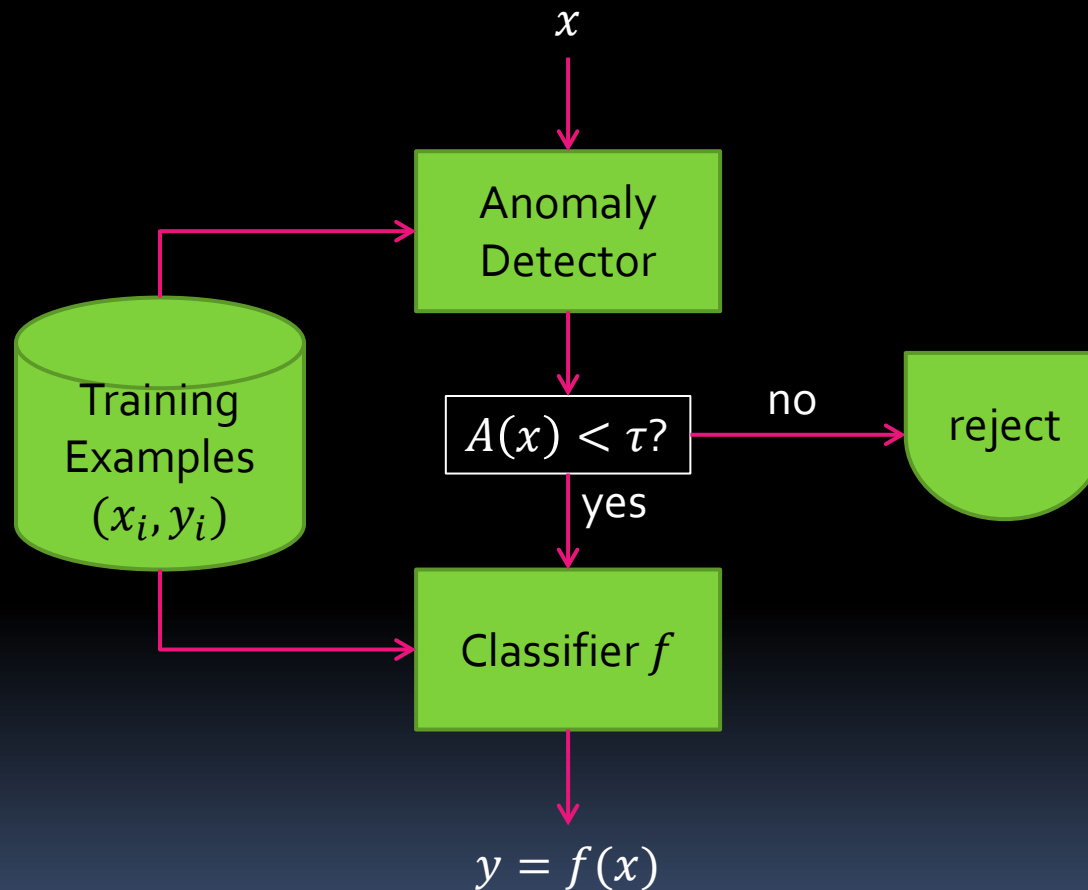 x
Anomaly
Detector
Training
Examples
(xᵢ, yᵢ)
A(x) < τ?
no
reject
yes
Classifier f
y = f(x)